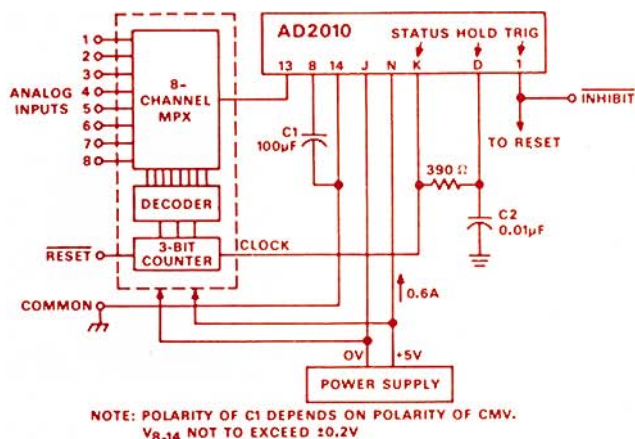 AD2010
STATUS HOLD TRIG
13 8 14 J N K D 1
1
2
3
4
5
6
7
8
ANALOG
INPUTS
8-
CHANNEL
MPX
C1
100µF
INHIBIT
TO RESET
390 Ω
C2
0.01µF
DECODER
3-BIT
COUNTER
RESET
CLOCK
COMMON
0.6A
0V
+5V
POWER SUPPLY
NOTE: POLARITY OF C1 DEPENDS ON POLARITY OF CMV.
V8-14 NOT TO EXCEED ±0.2V